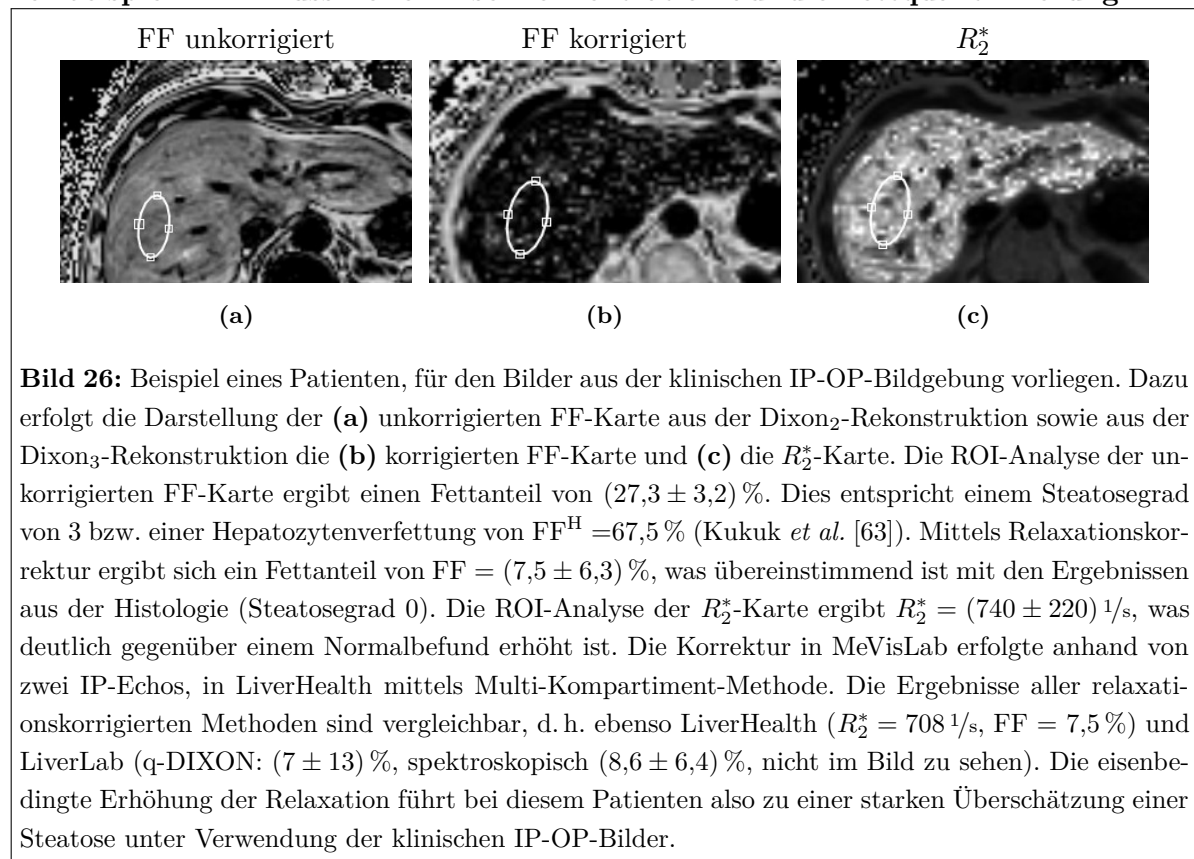 FF unkorrigiert FF korrigiert R₂*
(a) (b) (c)
Bild 26: Beispiel eines Patienten, für den Bilder aus der klinischen IP-OP-Bildgebung vorliegen. Dazu
erfolgt die Darstellung der (a) unkorrigierten FF-Karte aus der Dixon₂-Rekonstruktion sowie aus der
Dixon₃-Rekonstruktion die (b) korrigierten FF-Karte und (c) die R₂*-Karte. Die ROI-Analyse der un-
korrigierten FF-Karte ergibt einen Fettanteil von (27,3 ± 3,2) %. Dies entspricht einem Steatosegrad
von 3 bzw. einer Hepatozytenverfettung von FFᴴ =67,5 % (Kukuk et al. [63]). Mittels Relaxationskor-
rektur ergibt sich ein Fettanteil von FF = (7,5 ± 6,3) %, was übereinstimmend ist mit den Ergebnissen
aus der Histologie (Steatosegrad 0). Die ROI-Analyse der R₂*-Karte ergibt R₂* = (740 ± 220) 1/s, was
deutlich gegenüber einem Normalbefund erhöht ist. Die Korrektur in MeVisLab erfolgte anhand von
zwei IP-Echos, in LiverHealth mittels Multi-Kompartiment-Methode. Die Ergebnisse aller relaxati-
onskorrigierten Methoden sind vergleichbar, d. h. ebenso LiverHealth (R₂* = 708 1/s, FF = 7,5 %) und
LiverLab (q-DIXON: (7 ± 13) %, spektroskopisch (8,6 ± 6,4) %, nicht im Bild zu sehen). Die eisenbe-
dingte Erhöhung der Relaxation führt bei diesem Patienten also zu einer starken Überschätzung einer
Steatose unter Verwendung der klinischen IP-OP-Bilder.